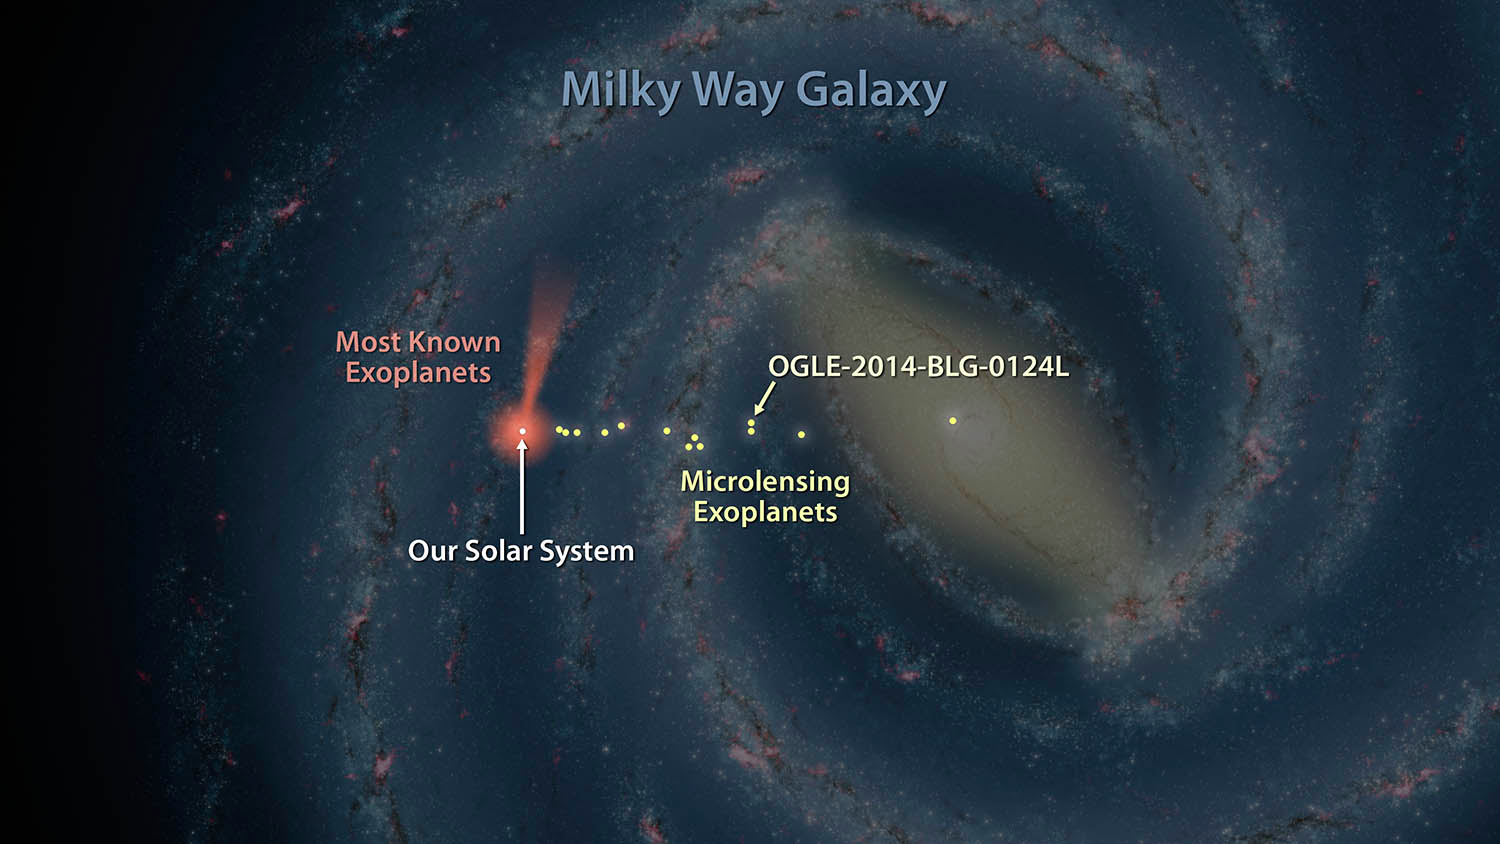 Milky Way Galaxy
Most Known
Exoplanets
OGLE-2014-BLG-0124L
Microlensing
Exoplanets
Our Solar System